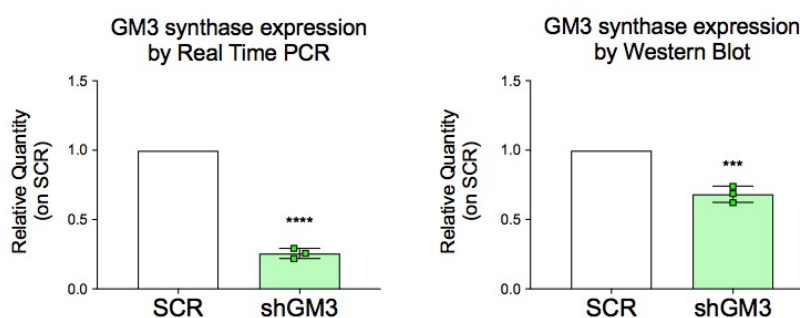 GM3 synthase expression
by Real Time PCR
Relative Quantity
(on SCR)
1.5
1.0
0.5
0.0
****
SCR shGM3
GM3 synthase expression
by Western Blot
Relative Quantity
(on SCR)
1.5
1.0
0.5
0.0
***
SCR shGM3